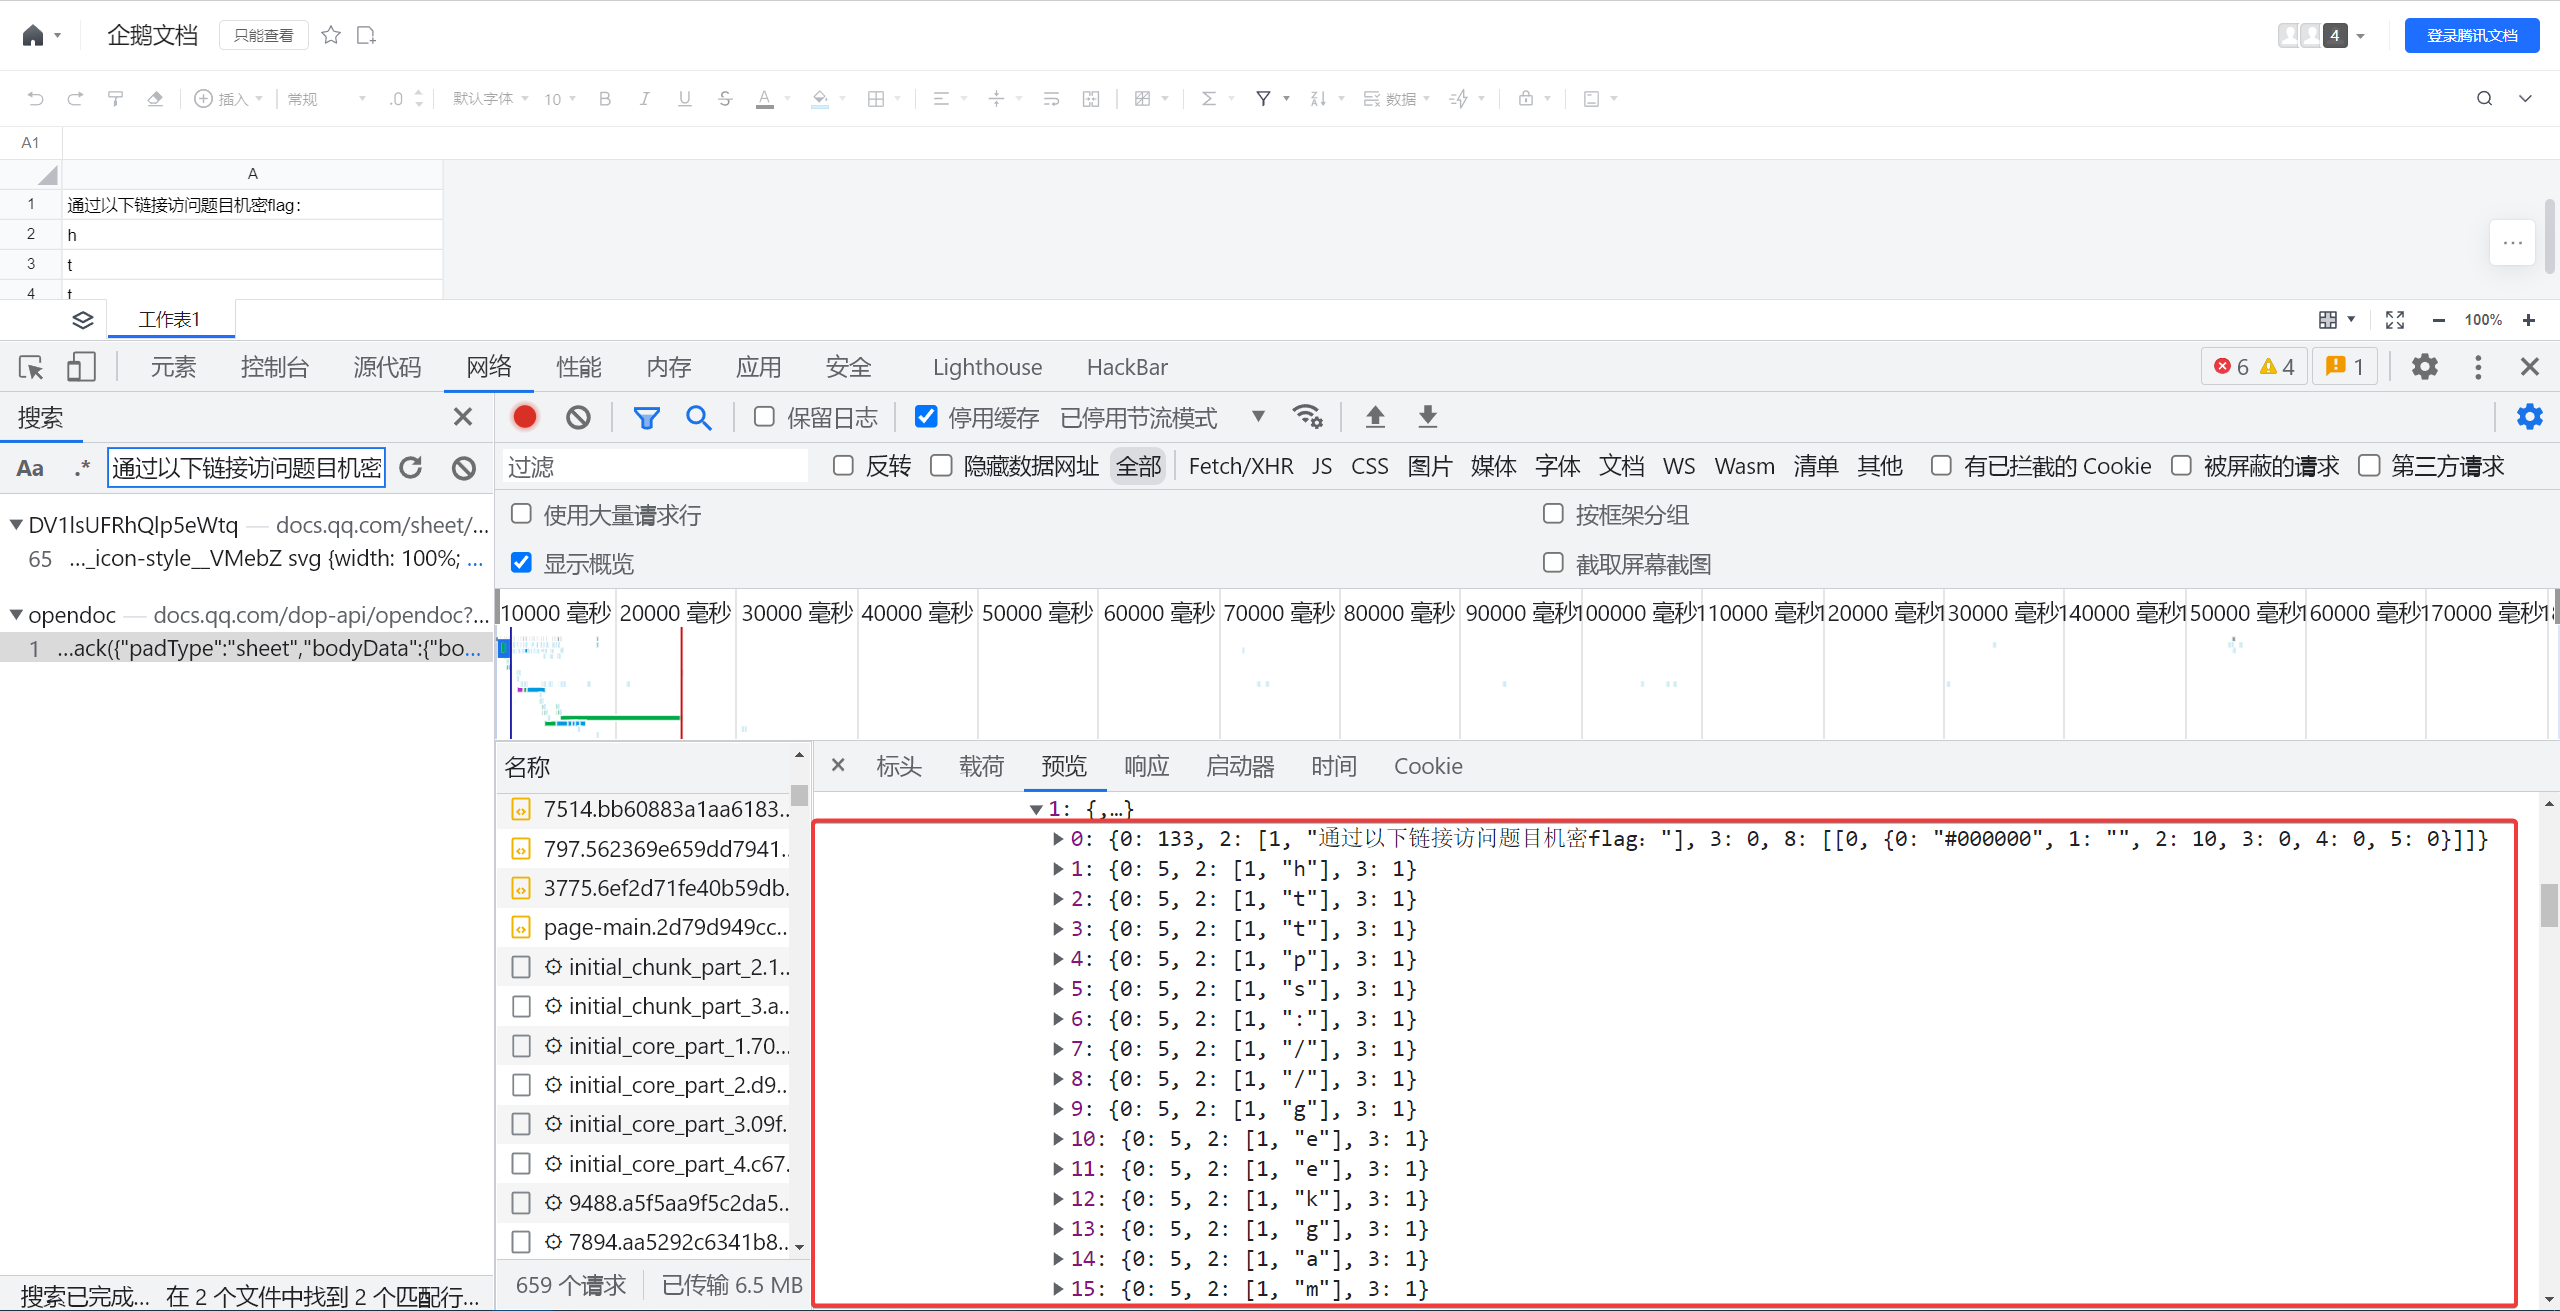 企鹅文档 只能查看 4 登录腾讯文档
插入 常规 .0 默认字体 10 B I U S A 数据
A1
A
1 通过以下链接访问题目机密flag:
2 h
3 t
4 t
工作表1 100%
元素 控制台 源代码 网络 性能 内存 应用 安全 Lighthouse HackBar 6 4 1
搜索 保留日志 停用缓存 已停用节流模式
Aa .* 通过以下链接访问题目机密 过滤 反转 隐藏数据网址 全部 Fetch/XHR JS CSS 图片 媒体 字体 文档 WS Wasm 清单 其他 有已拦截的 Cookie 被屏蔽的请求 第三方请求
使用大量请求行 按框架分组
显示概览 截取屏幕截图
DV1lsUFRhQlp5eWtq — docs.qq.com/sheet/...
65 ..._icon-style__VMebZ svg {width: 100%; ...
opendoc — docs.qq.com/dop-api/opendoc?...
1 ...ack({"padType":"sheet","bodyData":{"bo...
10000 毫秒 20000 毫秒 30000 毫秒 40000 毫秒 50000 毫秒 60000 毫秒 70000 毫秒 80000 毫秒 90000 毫秒 100000 毫秒 110000 毫秒 120000 毫秒 130000 毫秒 140000 毫秒 150000 毫秒 160000 毫秒 170000 毫秒
名称
7514.bb60883a1aa6183..
797.562369e659dd7941.
3775.6ef2d71fe40b59db.
page-main.2d79d949cc..
initial_chunk_part_2.1..
initial_chunk_part_3.a..
initial_core_part_1.70...
initial_core_part_2.d9..
initial_core_part_3.09f.
initial_core_part_4.c67.
9488.a5f5aa9f5c2da5..
7894.aa5292c6341b8..
659 个请求 已传输 6.5 MB
标头 载荷 预览 响应 启动器 时间 Cookie
1: {,…}
0: {0: 133, 2: [1, "通过以下链接访问题目机密flag："], 3: 0, 8: [[0, {0: "#000000", 1: "", 2: 10, 3: 0, 4: 0, 5: 0}]]}
1: {0: 5, 2: [1, "h"], 3: 1}
2: {0: 5, 2: [1, "t"], 3: 1}
3: {0: 5, 2: [1, "t"], 3: 1}
4: {0: 5, 2: [1, "p"], 3: 1}
5: {0: 5, 2: [1, "s"], 3: 1}
6: {0: 5, 2: [1, ":"], 3: 1}
7: {0: 5, 2: [1, "/"], 3: 1}
8: {0: 5, 2: [1, "/"], 3: 1}
9: {0: 5, 2: [1, "g"], 3: 1}
10: {0: 5, 2: [1, "e"], 3: 1}
11: {0: 5, 2: [1, "e"], 3: 1}
12: {0: 5, 2: [1, "k"], 3: 1}
13: {0: 5, 2: [1, "g"], 3: 1}
14: {0: 5, 2: [1, "a"], 3: 1}
15: {0: 5, 2: [1, "m"], 3: 1}
搜索已完成... 在 2 个文件中找到 2 个匹配行...